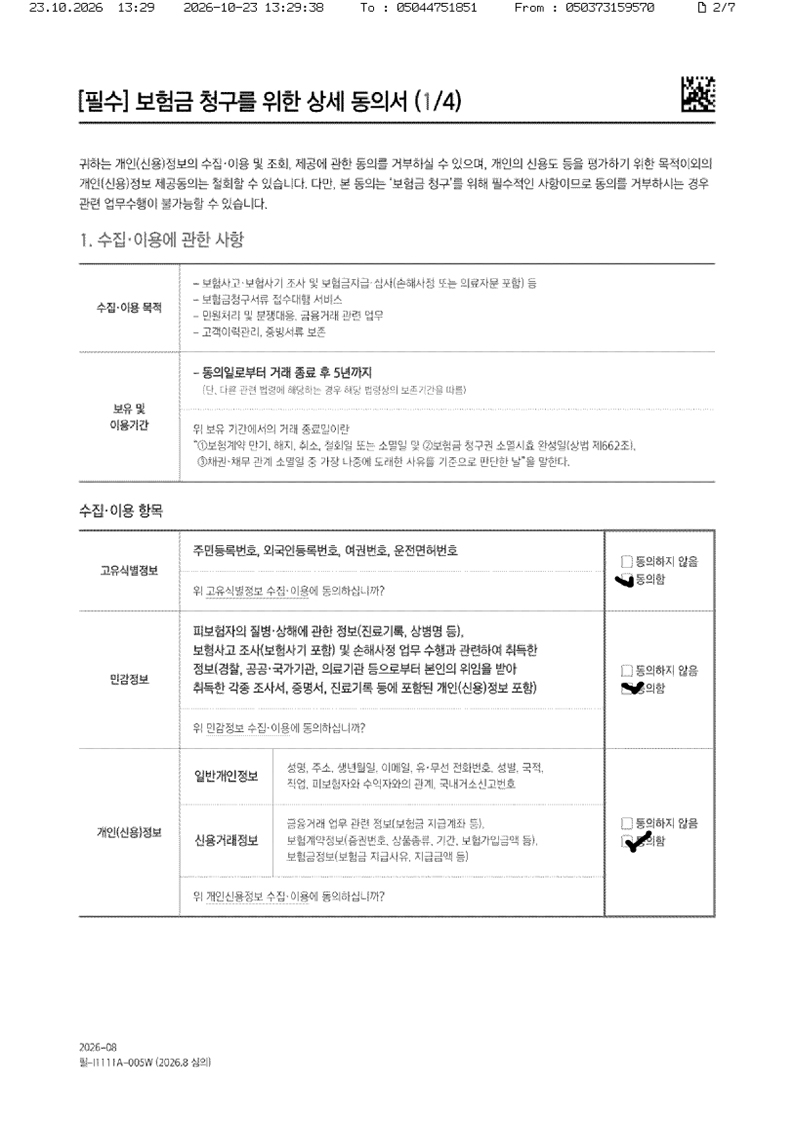 23.10.2026 13:29 2026-10-23 13:29:38 To : 05044751851 From : 050373159570 2/7
[필수] 보험금 청구를 위한 상세 동의서 (1/4)
귀하는 개인(신용)정보의 수집·이용 및 조회, 제공에 관한 동의를 거부하실 수 있으며, 개인의 신용도 등을 평가하기 위한 목적이외의
개인(신용)정보 제공동의는 철회할 수 있습니다. 다만, 본 동의는 '보험금 청구'를 위해 필수적인 사항이므로 동의를 거부하시는 경우
관련 업무수행이 불가능할 수 있습니다.
1. 수집·이용에 관한 사항
수집·이용 목적
– 보험사고·보험사기 조사 및 보험금지급·심사(손해사정 또는 의료자문 포함) 등
– 보험금청구서류 접수대행 서비스
– 민원처리 및 분쟁대응, 금융거래 관련 업무
– 고객이력관리, 증빙서류 보존
보유 및
이용기간
– 동의일로부터 거래 종료 후 5년까지
(단, 다른 관련 법령에 해당하는 경우 해당 법령상의 보존기간을 따름)
위 보유 기간에서의 거래 종료일이란
"①보험계약 만기, 해지, 취소, 철회일 또는 소멸일 및 ②보험금 청구권 소멸시효 완성일(상법 제662조),
③채권·채무 관계 소멸일 중 가장 나중에 도래한 사유를 기준으로 판단한 날"을 말한다.
수집·이용 항목
고유식별정보
주민등록번호, 외국인등록번호, 여권번호, 운전면허번호
위 고유식별정보 수집·이용에 동의하십니까?
동의하지 않음
동의함
민감정보
피보험자의 질병·상해에 관한 정보(진료기록, 상병명 등),
보험사고 조사(보험사기 포함) 및 손해사정 업무 수행과 관련하여 취득한
정보(경찰, 공공·국가기관, 의료기관 등으로부터 본인의 위임을 받아
취득한 각종 조사서, 증명서, 진료기록 등에 포함된 개인(신용)정보 포함)
위 민감정보 수집·이용에 동의하십니까?
동의하지 않음
동의함
개인(신용)정보
일반개인정보
성명, 주소, 생년월일, 이메일, 유·무선 전화번호, 성별, 국적,
직업, 피보험자와 수익자와의 관계, 국내거소신고번호
신용거래정보
금융거래 업무 관련 정보(보험금 지급계좌 등),
보험계약정보(증권번호, 상품종류, 기간, 보험가입금액 등),
보험금정보(보험금 지급사유, 지급금액 등)
위 개인신용정보 수집·이용에 동의하십니까?
동의하지 않음
동의함
2026-08
필-I1111A-005W (2026.8 심의)